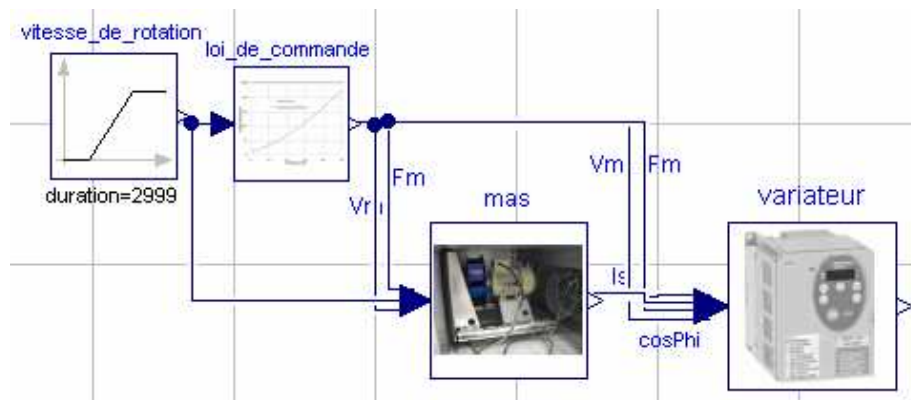 vitesse_de_rotation
loi_de_commande
duration=2999
Fm
Vm
Fm
mas
variateur
Is
cosPhi